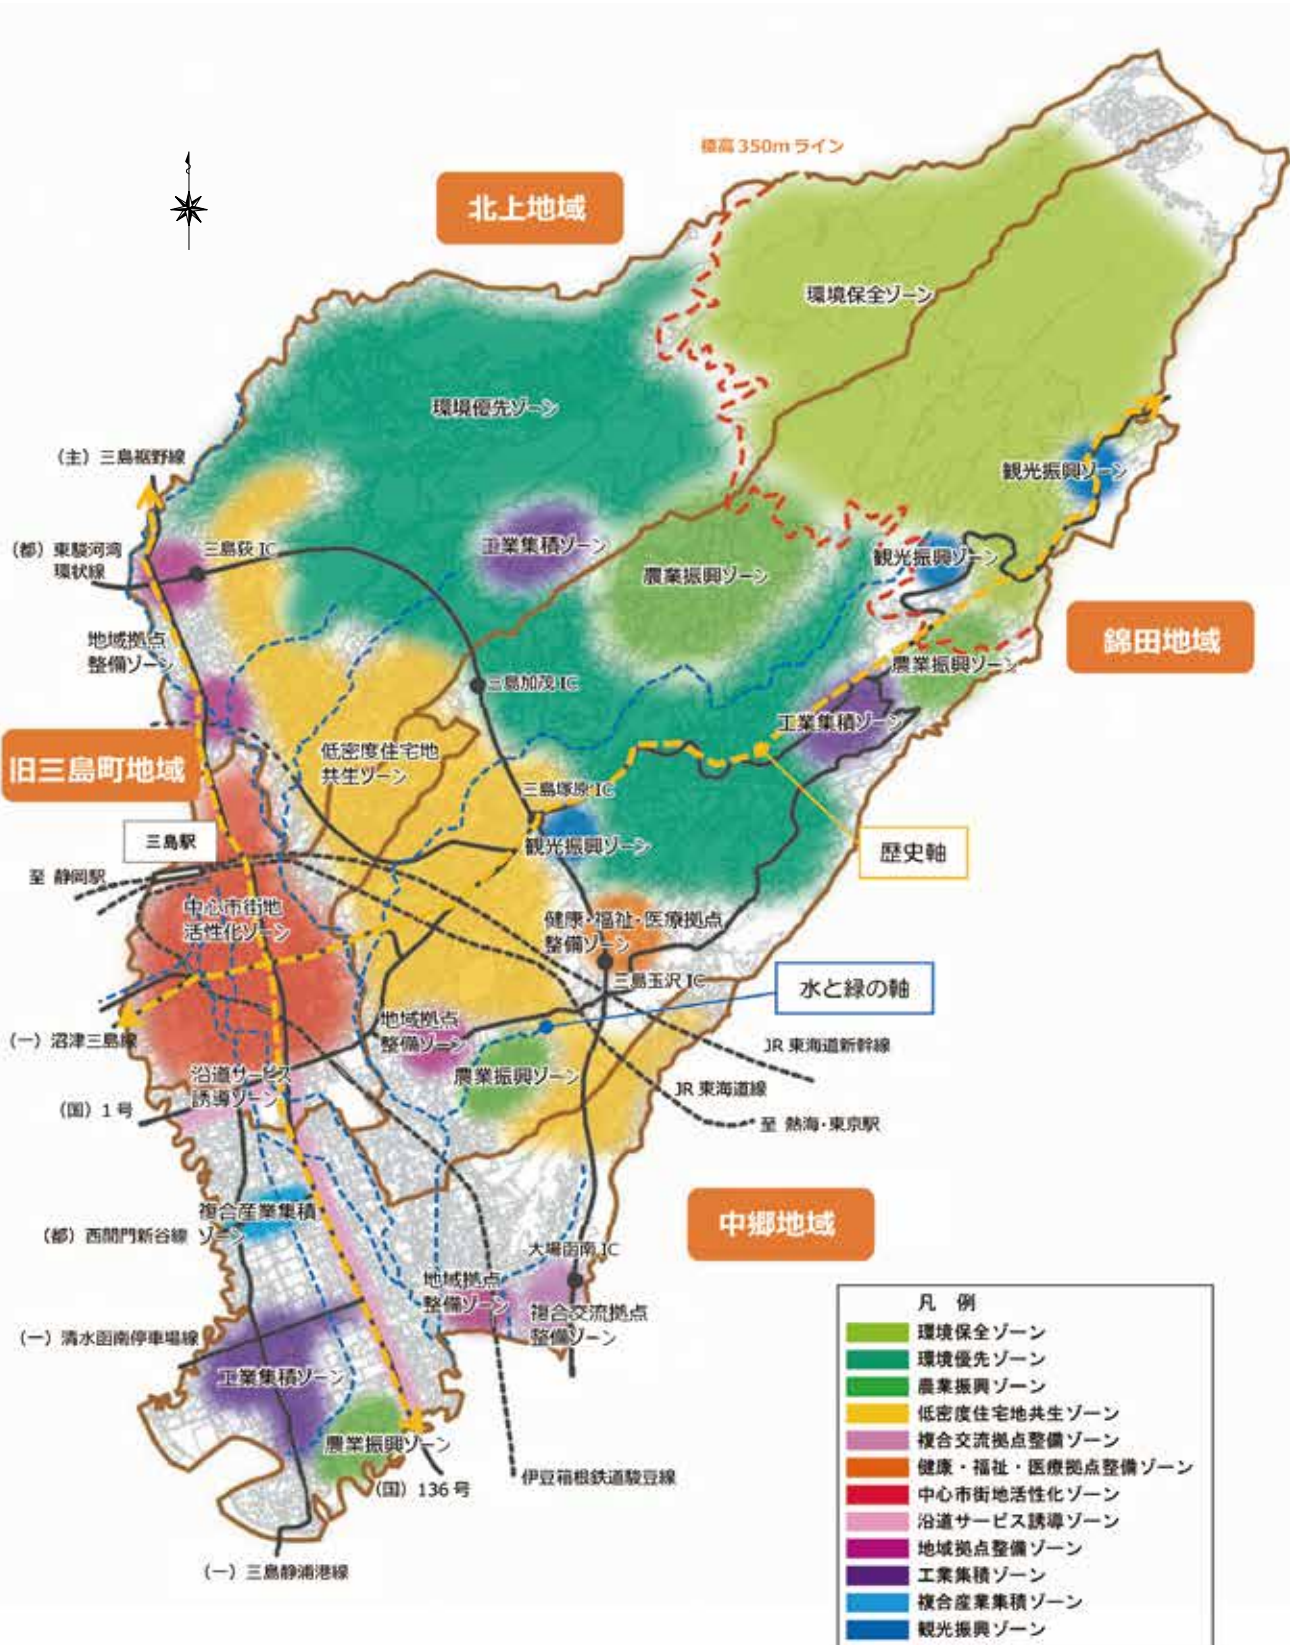 標高350mライン
北上地域
環境保全ゾーン
環境優先ゾーン
(主)三島裾野線
観光振興ゾーン
(都)東駿河湾
環状線
三島萩IC
工業集積ゾーン
農業振興ゾーン
観光振興ゾーン
錦田地域
地域拠点
整備ゾーン
農業振興ゾーン
三島加茂IC
工業集積ゾーン
旧三島町地域
低密度住宅地
共生ゾーン
三島塚原IC
三島駅
観光振興ゾーン
歴史軸
至 静岡駅
中心市街地
活性化ゾーン
健康・福祉・医療拠点
整備ゾーン
三島玉沢IC
水と緑の軸
(一)沼津三島線
地域拠点
整備ゾーン
JR東海道新幹線
沿道サービス
誘導ゾーン
農業振興ゾーン
JR東海道線
(国)1号
至 熱海・東京駅
複合産業集積
ゾーン
(都)西間門新谷線
中郷地域
大場函南IC
地域拠点
整備ゾーン
複合交流拠点
整備ゾーン
(一)清水函南停車場線
工業集積ゾーン
農業振興ゾーン
(国)136号
伊豆箱根鉄道駿豆線
(一)三島静浦港線
凡 例
環境保全ゾーン
環境優先ゾーン
農業振興ゾーン
低密度住宅地共生ゾーン
複合交流拠点整備ゾーン
健康・福祉・医療拠点整備ゾーン
中心市街地活性化ゾーン
沿道サービス誘導ゾーン
地域拠点整備ゾーン
工業集積ゾーン
複合産業集積ゾーン
観光振興ゾーン